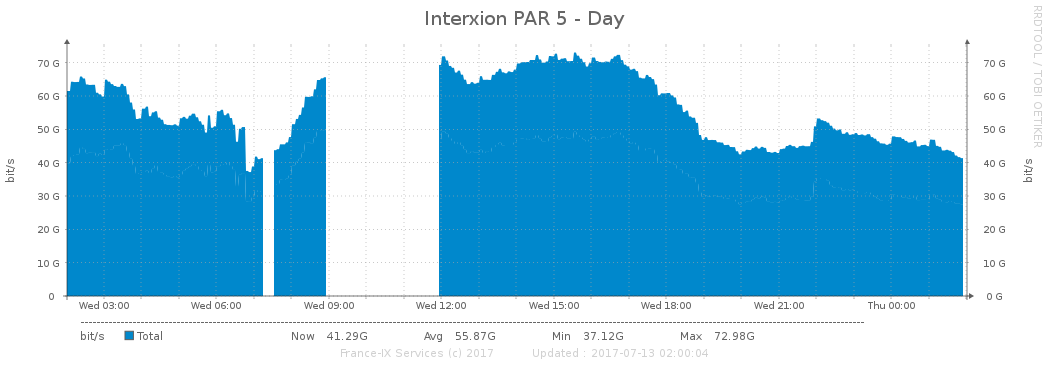 Interxion PAR 5 - Day
RRDTOOL / TOBI OETIKER
bit/s
70 G
60 G
50 G
40 G
30 G
20 G
10 G
0
70 G
60 G
50 G
40 G
30 G
20 G
10 G
0 G
bit/s
Wed 03:00 Wed 06:00 Wed 09:00 Wed 12:00 Wed 15:00 Wed 18:00 Wed 21:00 Thu 00:00
bit/s Total Now 41.29G Avg 55.87G Min 37.12G Max 72.98G
France-IX Services (c) 2017 Updated : 2017-07-13 02:00:04